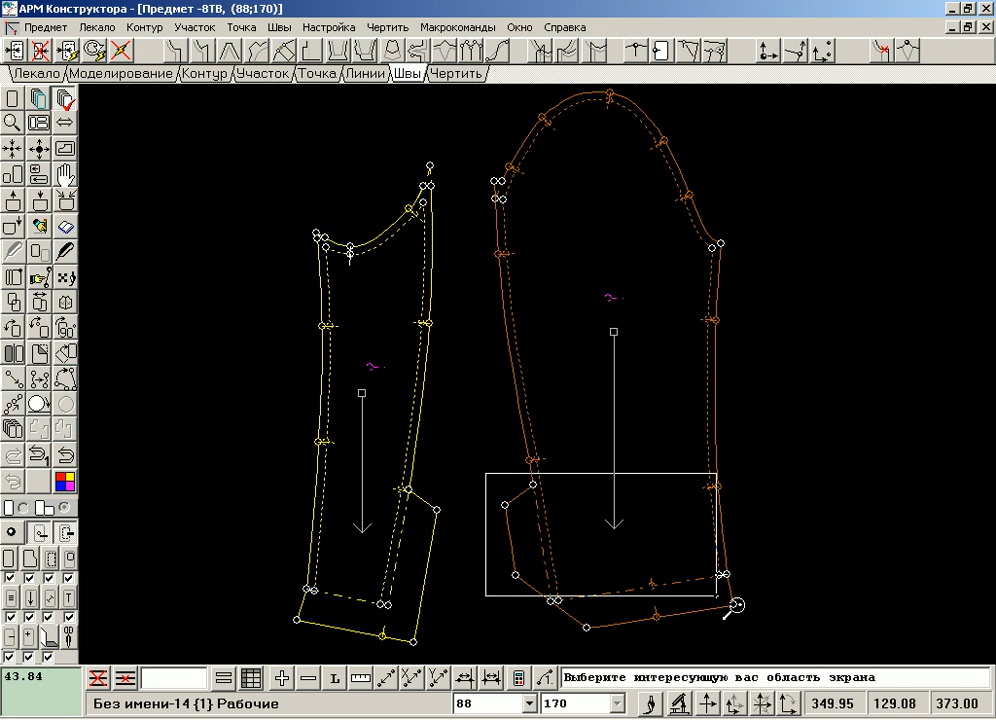 АРМ Конструктора - [Предмет -8ТВ, (88;170)]
Предмет Лекало Контур Участок Точка Швы Настройка Чертить Макрокоманды Окно Справка
Лекало Моделирование Контур Участок Точка Линии Швы Чертить
43.84
L
Выберите интересующую вас область экрана
Без имени-14 {1} Рабочие
88
170
349.95
129.08
373.00